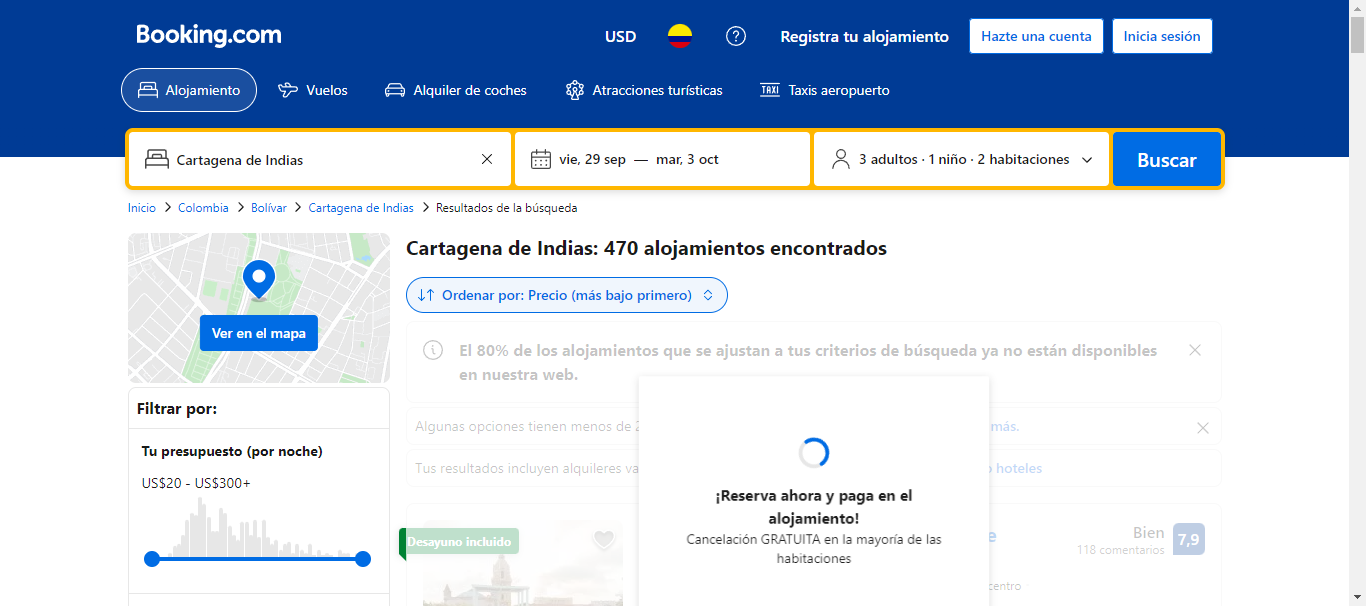 Booking.com
USD
Registra tu alojamiento
Hazte una cuenta
Inicia sesión
Alojamiento
Vuelos
Alquiler de coches
TAXI
Atracciones turísticas
Taxis aeropuerto
Cartagena de Indias
vie, 29 sep — mar, 3 oct
3 adultos · 1 niño · 2 habitaciones
Buscar
Inicio > Colombia > Bolívar > Cartagena de Indias > Resultados de la búsqueda
Ver en el mapa
Filtrar por:
Tu presupuesto (por noche)
US$20 - US$300+
Cartagena de Indias: 470 alojamientos encontrados
Ordenar por: Precio (más bajo primero)
El 80% de los alojamientos que se ajustan a tus criterios de búsqueda ya no están disponibles
en nuestra web.
Algunas opciones tienen menos de
más.
Tus resultados incluyen alquileres
hoteles
¡Reserva ahora y paga en el
alojamiento!
Cancelación GRATUITA en la mayoría de las
habitaciones
Desayuno incluido
Bien
118 comentarios
7,9
centro